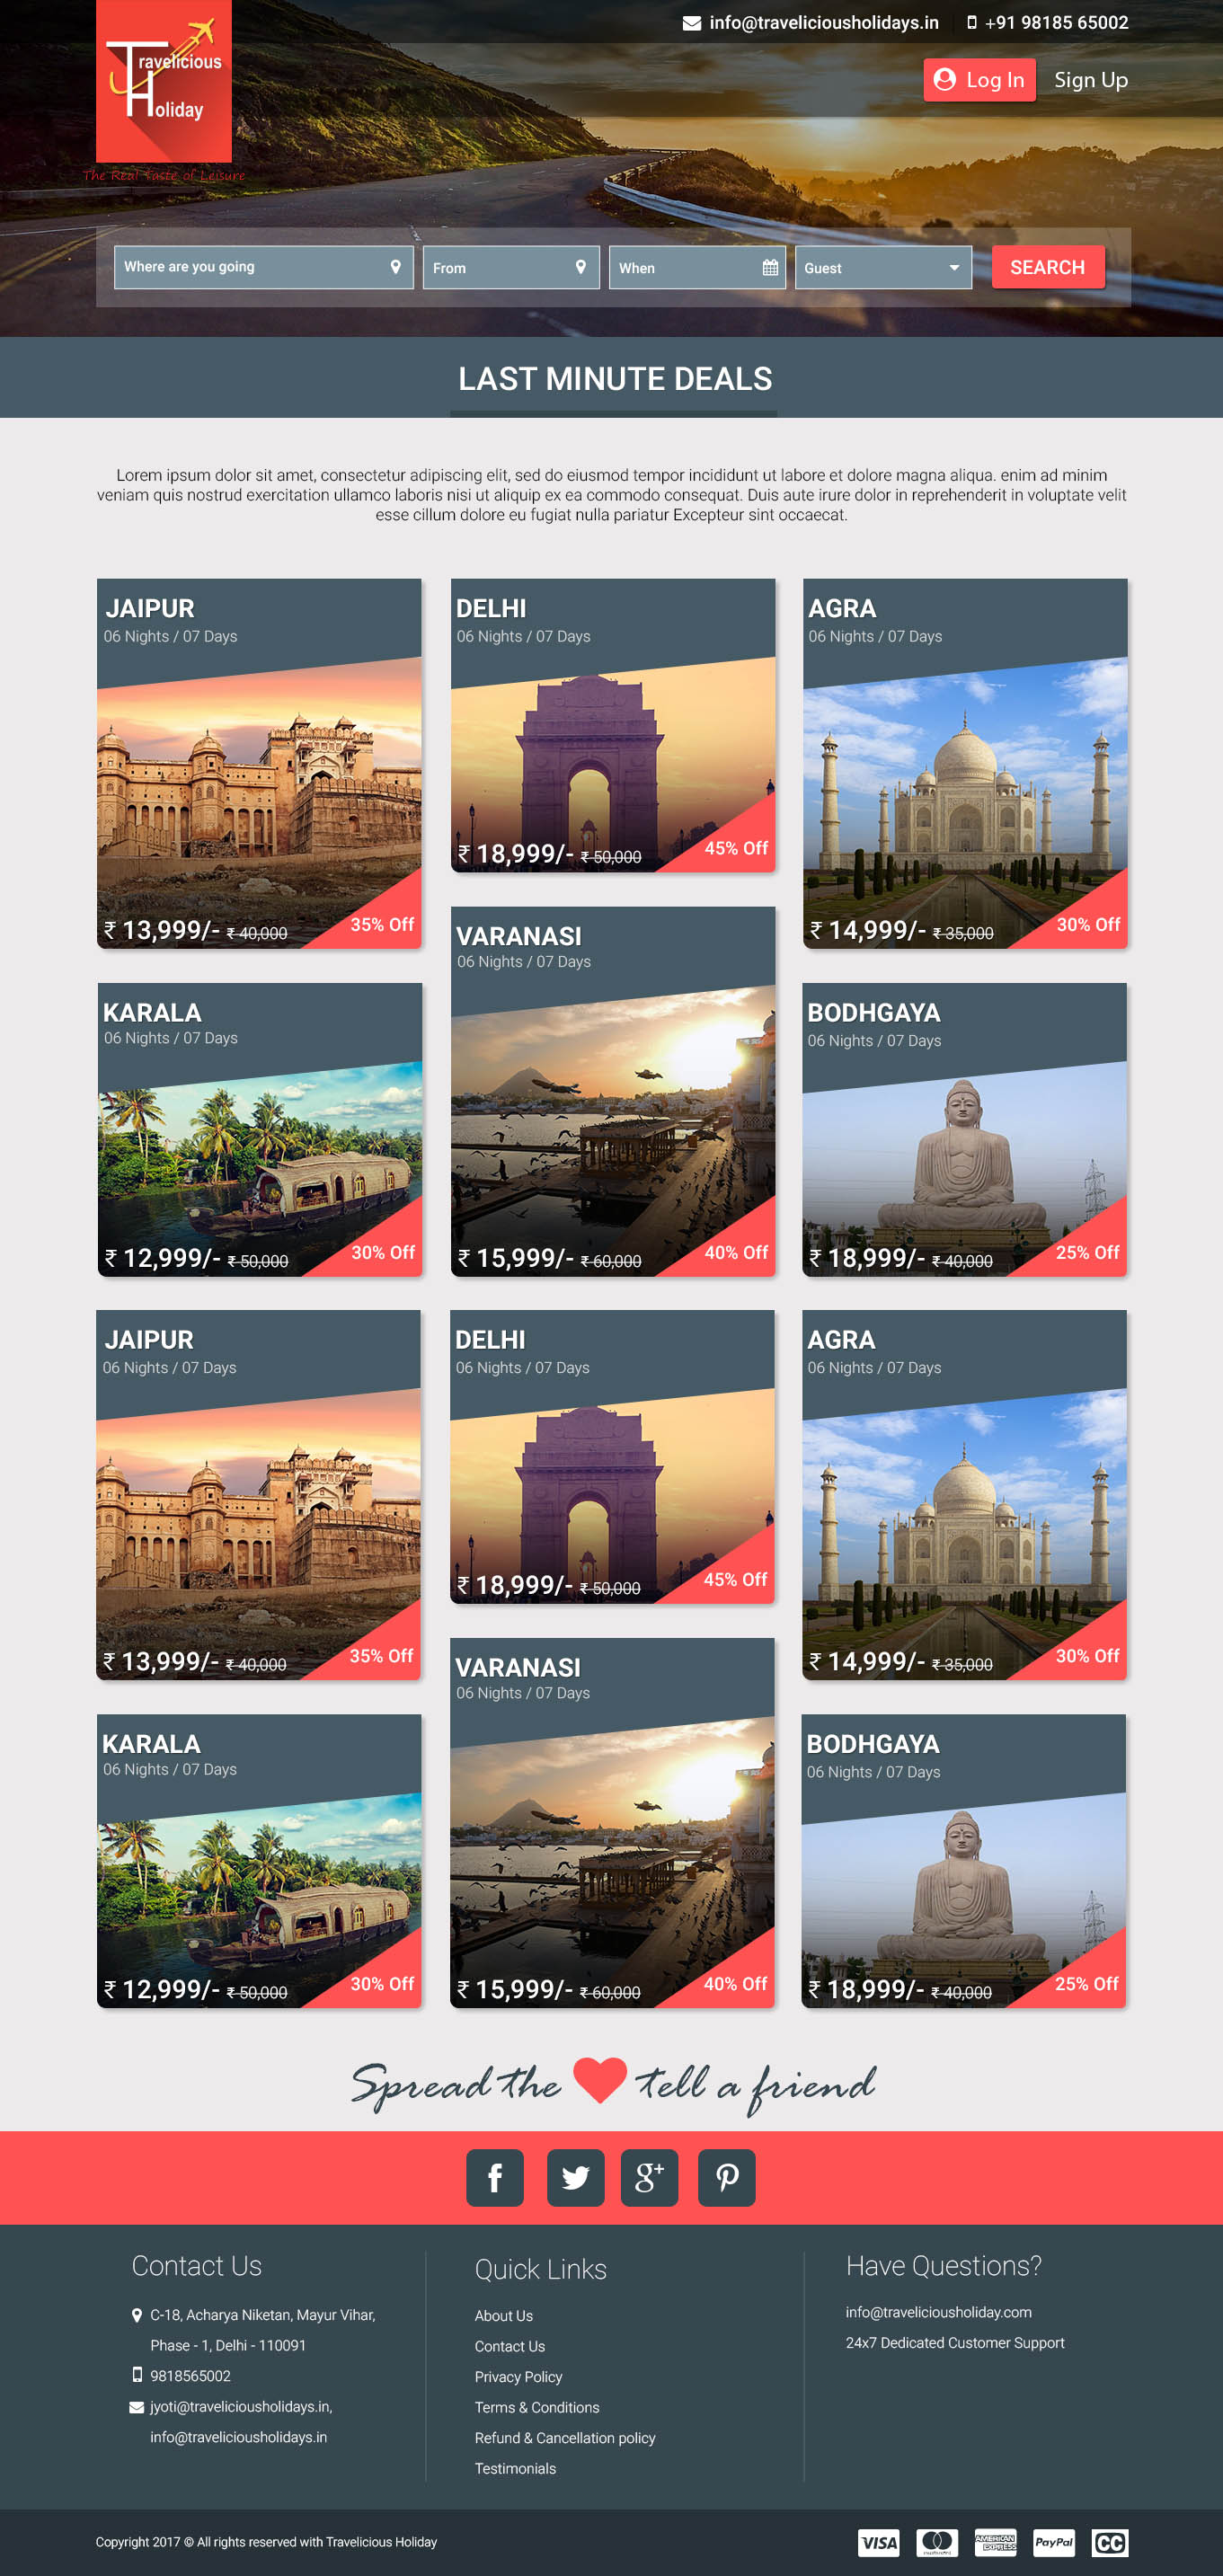 info@traveliciousholidays.in
+91 98185 65002
Travelicious
Holiday
The Real Taste of Leisure
Log In
Sign Up
Where are you going
From
When
Guest
SEARCH
LAST MINUTE DEALS
Lorem ipsum dolor sit amet, consectetur adipiscing elit, sed do eiusmod tempor incididunt ut labore et dolore magna aliqua. enim ad minim
veniam quis nostrud exercitation ullamco laboris nisi ut aliquip ex ea commodo consequat. Duis aute irure dolor in reprehenderit in voluptate velit
esse cillum dolore eu fugiat nulla pariatur Excepteur sint occaecat.
JAIPUR
06 Nights / 07 Days
₹ 13,999/- ₹ 40,000
35% Off
DELHI
06 Nights / 07 Days
₹ 18,999/- ₹ 50,000
45% Off
AGRA
06 Nights / 07 Days
₹ 14,999/- ₹ 35,000
30% Off
KARALA
06 Nights / 07 Days
₹ 12,999/- ₹ 50,000
30% Off
VARANASI
06 Nights / 07 Days
₹ 15,999/- ₹ 60,000
40% Off
BODHGAYA
06 Nights / 07 Days
₹ 18,999/- ₹ 40,000
25% Off
JAIPUR
06 Nights / 07 Days
₹ 13,999/- ₹ 40,000
35% Off
DELHI
06 Nights / 07 Days
₹ 18,999/- ₹ 50,000
45% Off
AGRA
06 Nights / 07 Days
₹ 14,999/- ₹ 35,000
30% Off
KARALA
06 Nights / 07 Days
₹ 12,999/- ₹ 50,000
30% Off
VARANASI
06 Nights / 07 Days
₹ 15,999/- ₹ 60,000
40% Off
BODHGAYA
06 Nights / 07 Days
₹ 18,999/- ₹ 40,000
25% Off
Spread the tell a friend
Contact Us
C-18, Acharya Niketan, Mayur Vihar,
Phase - 1, Delhi - 110091
9818565002
jyoti@traveliciousholidays.in,
info@traveliciousholidays.in
Quick Links
About Us
Contact Us
Privacy Policy
Terms & Conditions
Refund & Cancellation policy
Testimonials
Have Questions?
info@traveliciousholiday.com
24x7 Dedicated Customer Support
Copyright 2017 © All rights reserved with Travelicious Holiday
VISA
AMERICAN
EXPRESS
PayPal
CC